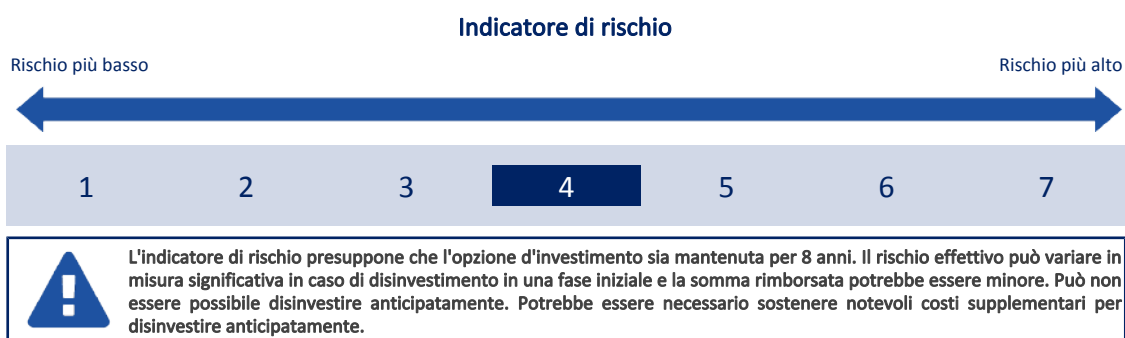 Indicatore di rischio
Rischio più basso
Rischio più alto
1 2 3 4 5 6 7
L'indicatore di rischio presuppone che l'opzione d'investimento sia mantenuta per 8 anni. Il rischio effettivo può variare in
misura significativa in caso di disinvestimento in una fase iniziale e la somma rimborsata potrebbe essere minore. Può non
essere possibile disinvestire anticipatamente. Potrebbe essere necessario sostenere notevoli costi supplementari per
disinvestire anticipatamente.